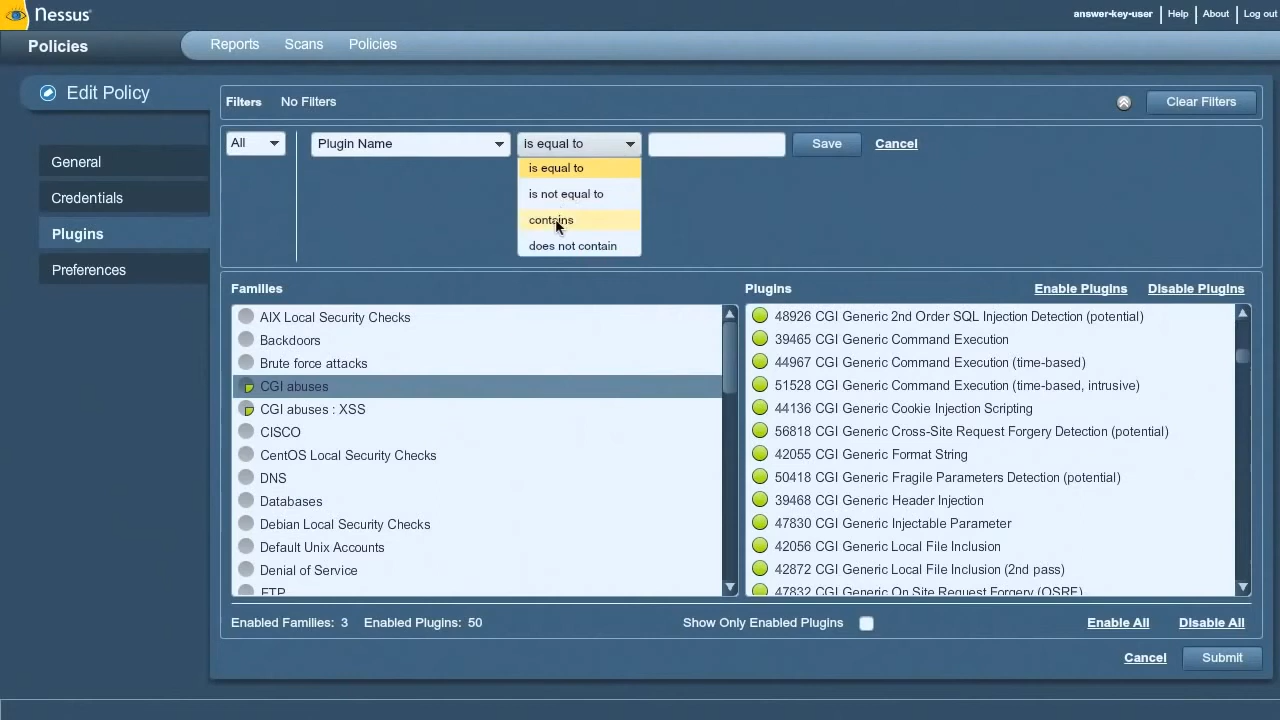 Nessus®
answer-key-user | Help | About | Log out
Policies
Reports Scans Policies
Edit Policy
General
Credentials
Plugins
Preferences
Filters No Filters
Clear Filters
All
Plugin Name
is equal to
Save
Cancel
is equal to
is not equal to
contains
does not contain
Families
AIX Local Security Checks
Backdoors
Brute force attacks
CGI abuses
CGI abuses : XSS
CISCO
CentOS Local Security Checks
DNS
Databases
Debian Local Security Checks
Default Unix Accounts
Denial of Service
FTP
Plugins
Enable Plugins
Disable Plugins
48926 CGI Generic 2nd Order SQL Injection Detection (potential)
39465 CGI Generic Command Execution
44967 CGI Generic Command Execution (time-based)
51528 CGI Generic Command Execution (time-based, intrusive)
44136 CGI Generic Cookie Injection Scripting
56818 CGI Generic Cross-Site Request Forgery Detection (potential)
42055 CGI Generic Format String
50418 CGI Generic Fragile Parameters Detection (potential)
39468 CGI Generic Header Injection
47830 CGI Generic Injectable Parameter
42056 CGI Generic Local File Inclusion
42872 CGI Generic Local File Inclusion (2nd pass)
47832 CGI Generic On Site Request Forgery (OSRF)
Enabled Families: 3 Enabled Plugins: 50
Show Only Enabled Plugins
Enable All
Disable All
Cancel
Submit